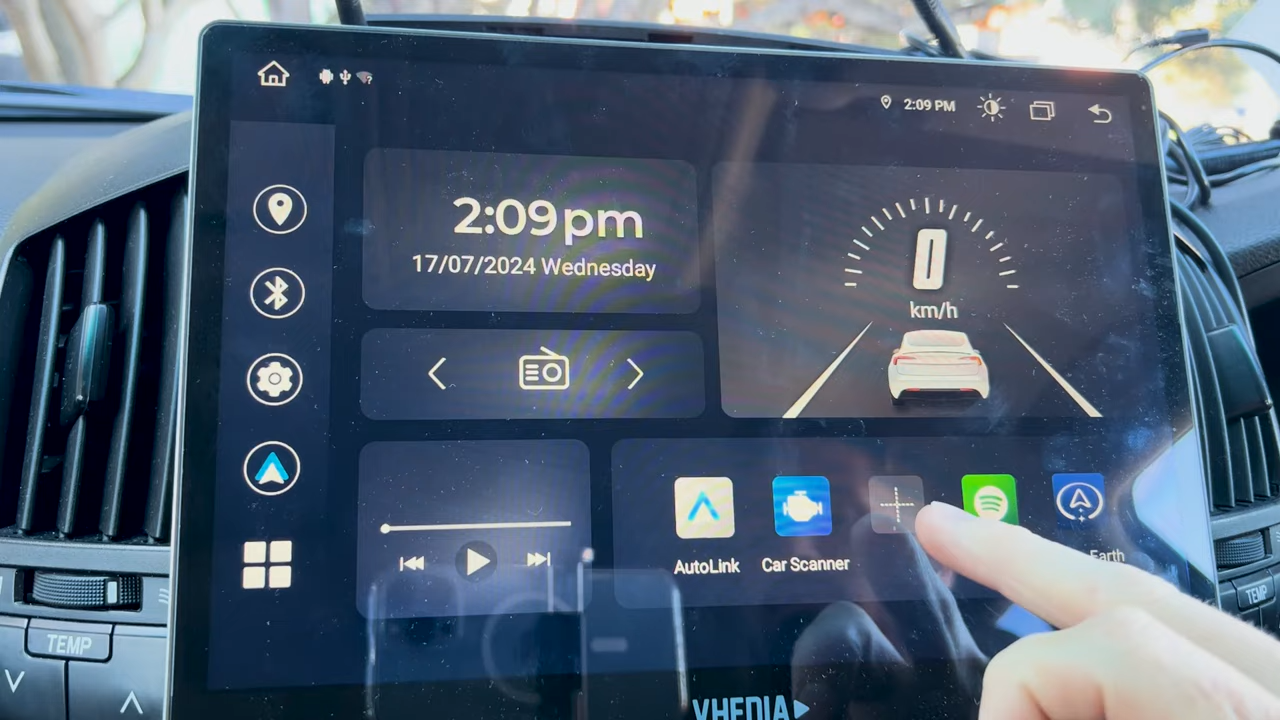 2:09 PM
2:09pm
17/07/2024 Wednesday
0
km/h
AutoLink
Car Scanner
Earth
TEMP
TEMP